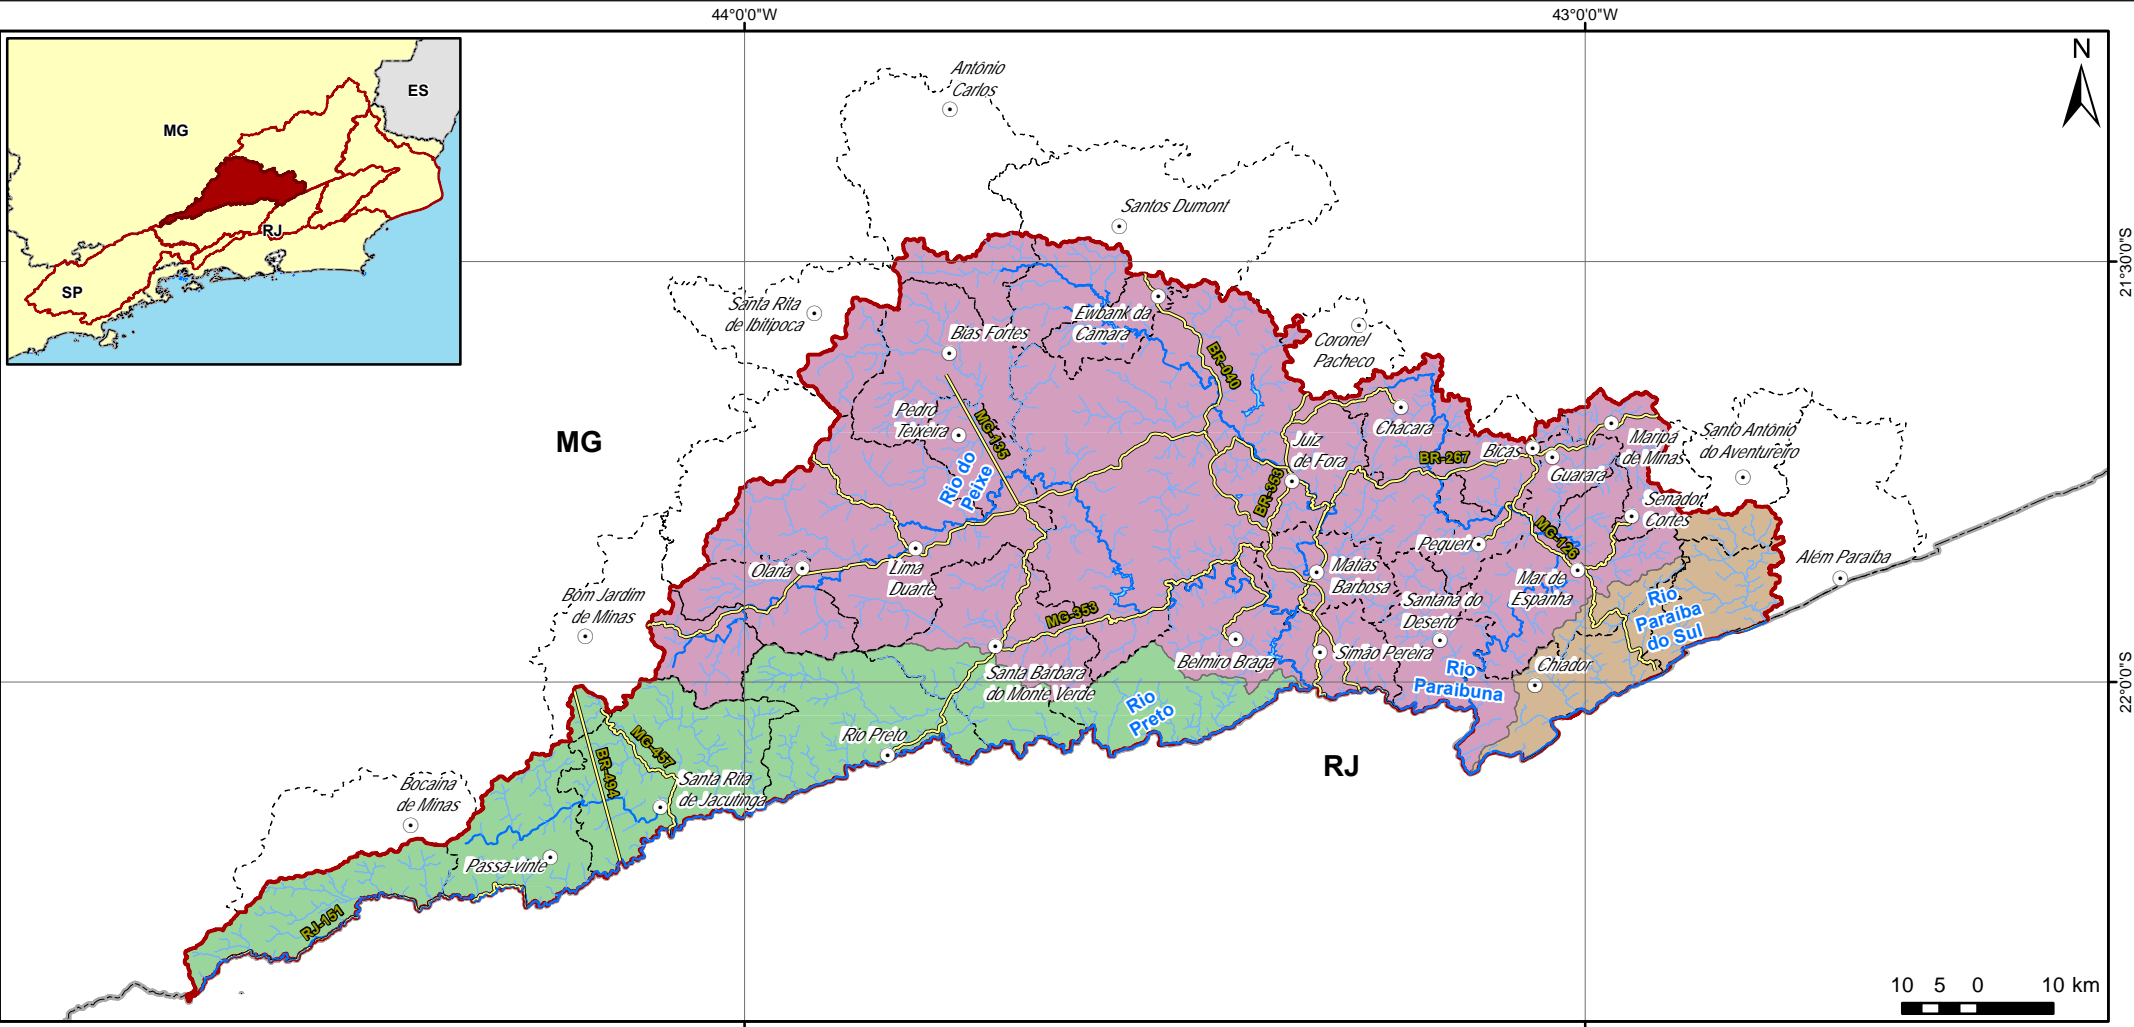 44°0'0"W
43°0'0"W
N
ES
MG
RJ
SP
21°30'0"S
22°0'0"S
António
Carlos
Santos Dumont
Santa Rita
de Ibitipoca
Ewbank da
Câmara
Bias Fortes
BR-040
Coronel
Pacheco
Pedro
Teixeira
MG-135
Chácara
MG
Juiz
de Fora
Bicas
Maripá
de Minas
Santo Antônio
do Aventureiro
BR-267
Guarará
Rio do
Peixe
BR-353
Senador
Cortes
MG-126
Pequeri
Olaria
Lima
Duarte
Matias
Barbosa
Mar de
Espanha
Além Paraíba
Bom Jardim
de Minas
MG-353
Santana do
Deserto
Rio
Paraíba
do Sul
Belmiro Braga
Simão Pereira
Chiador
Santa Bárbara
do Monte Verde
Rio
Paraibuna
Rio
Preto
Rio Preto
MG-457
BR-494
RJ
Santa Rita
de Jacutinga
Bocaina
de Minas
Passa-vinte
RJ-151
10 5 0 10 km